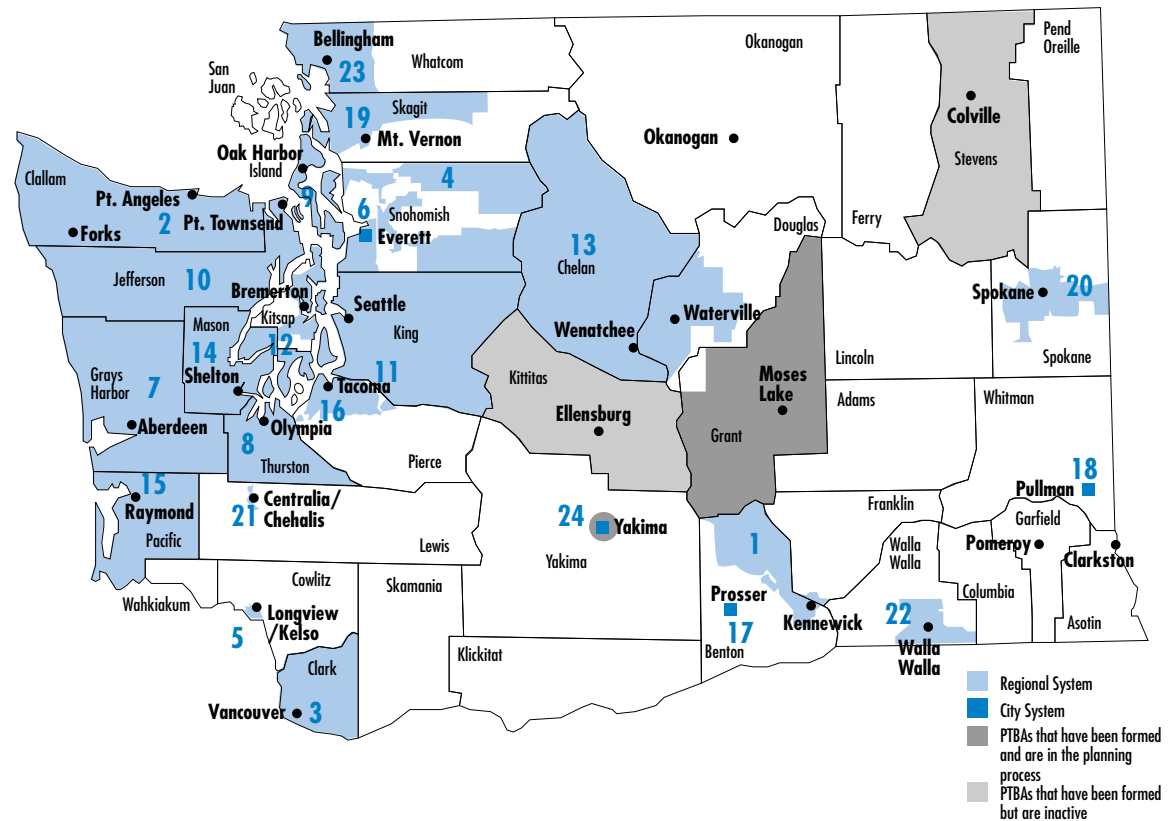 Bellingham
23
Whatcom
Okanogan
Pend
Oreille
San
Juan
Skagit
19
Mt. Vernon
Okanogan
Colville
Stevens
Oak Harbor
Island
Clallam
Pt. Angeles
2
Pt. Townsend
9
4
6
Snohomish
Everett
Forks
13
Chelan
Douglas
Ferry
Jefferson
10
Bremerton
Kitsap
Seattle
King
Waterville
Wenatchee
Spokane
20
Spokane
Lincoln
Mason
14
Shelton
12
Tacoma
11
16
Grays
Harbor
7
Aberdeen
8
Olympia
Thurston
Pierce
Kittitas
Ellensburg
Moses
Lake
Grant
Adams
Whitman
18
Pullman
15
Raymond
Pacific
21
Centralia/
Chehalis
Lewis
24
Yakima
Yakima
1
Franklin
Garfield
Pomeroy
Clarkston
Walla
Walla
Columbia
Asotin
Wahkiakum
Cowlitz
Longview
/Kelso
5
Skamania
Prosser
17
Benton
Kennewick
22
Walla
Walla
Klickitat
Clark
Vancouver
3
Regional System
City System
PTBAs that have been formed
and are in the planning
process
PTBAs that have been formed
but are inactive